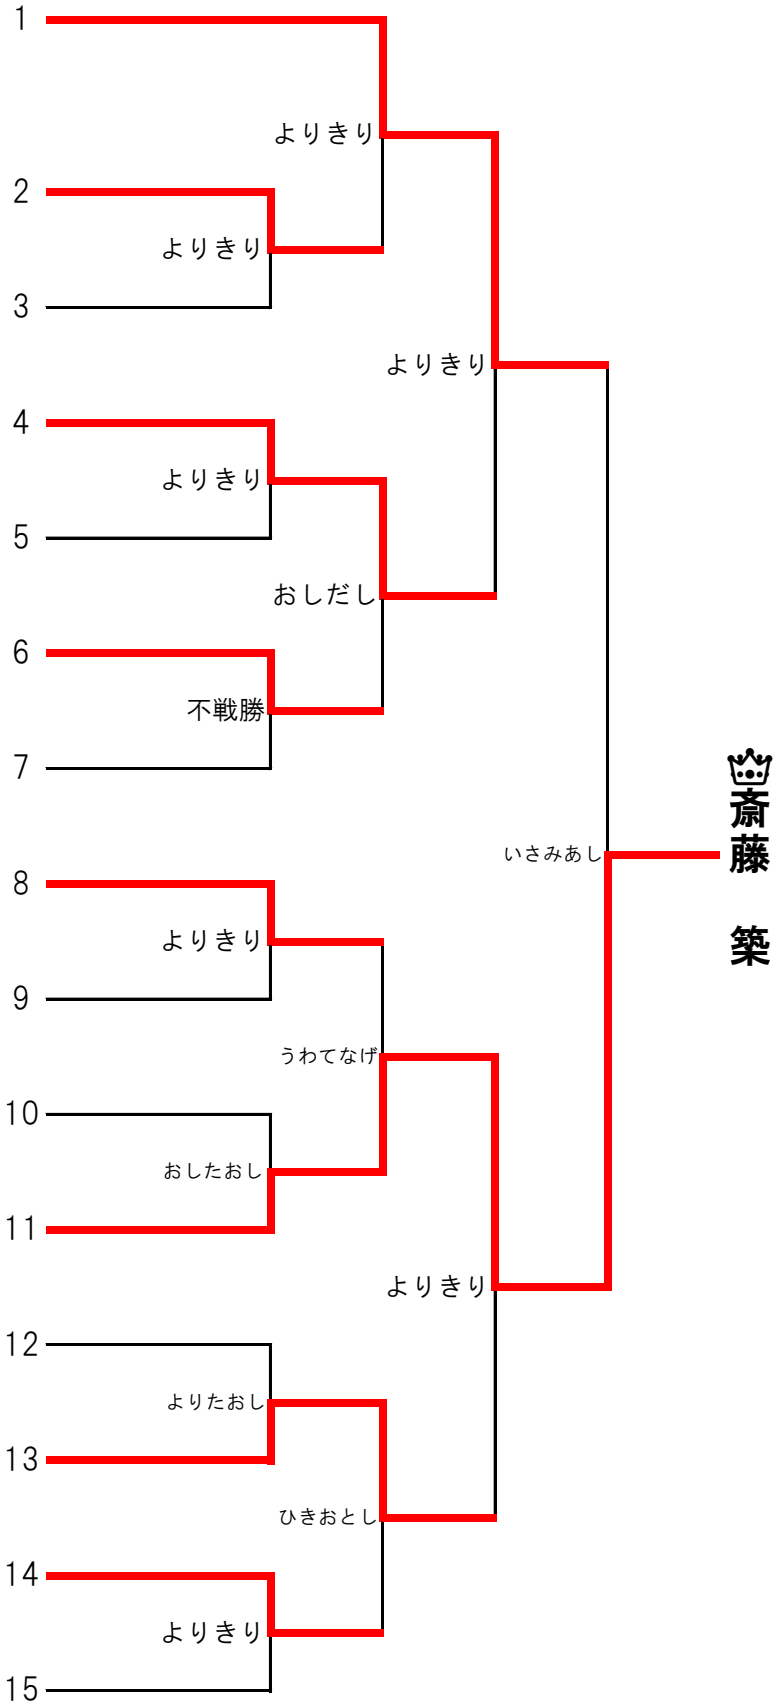 1
よりきり
2
よりきり
3
よりきり
4
よりきり
5
おしだし
6
不戦勝
7
斎藤 築
いさみあし
8
よりきり
9
うわてなげ
10
おしたおし
11
よりきり
12
よりたおし
13
ひきおとし
14
よりきり
15